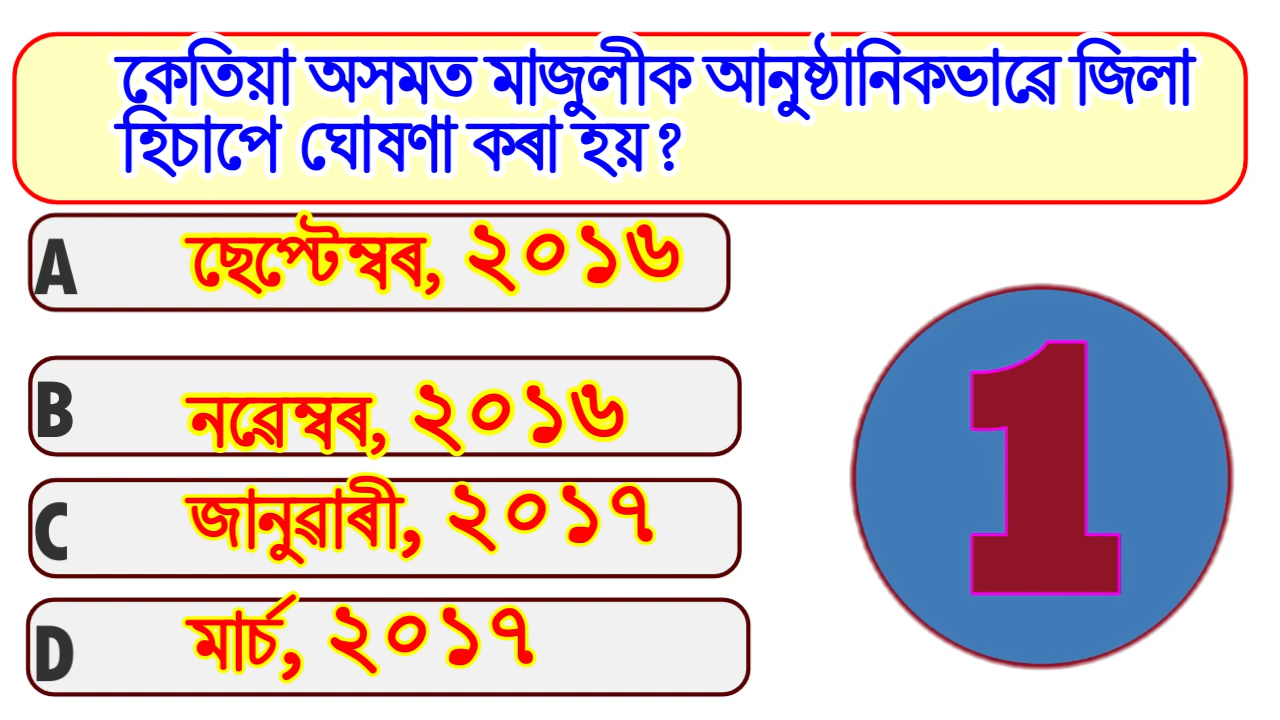 কেতিয়া অসমত মাজুলীক আনুষ্ঠানিকভাৱে জিলা
হিচাপে ঘোষণা কৰা হয়?
A ছেপ্টেম্বৰ, ২০১৬
B নৱেম্বৰ, ২০১৬
1
C জানুৱাৰী, ২০১৭
D মাৰ্চ, ২০১৭